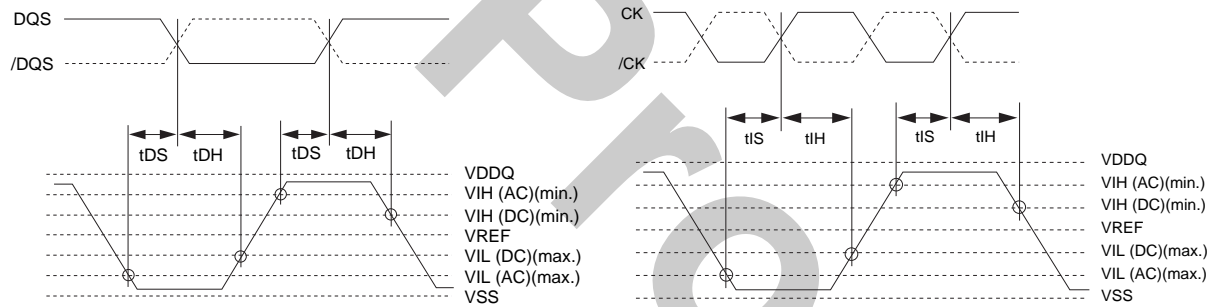 DQS
/DQS
tDS
tDH
tDS
tDH
VDDQ
VIH (AC)(min.)
VIH (DC)(min.)
VREF
VIL (DC)(max.)
VIL (AC)(max.)
VSS
CK
/CK
tIS
tIH
tIS
tIH
VDDQ
VIH (AC)(min.)
VIH (DC)(min.)
VREF
VIL (DC)(max.)
VIL (AC)(max.)
VSS
Pro